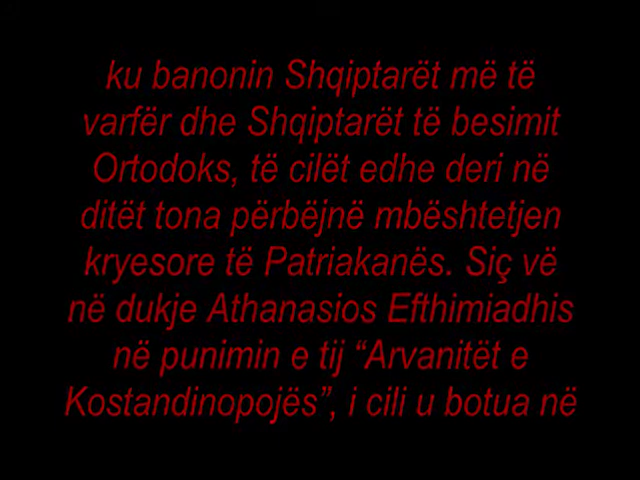 ku banonin Shqiptarët më të
varfër dhe Shqiptarët të besimit
Ortodoks, të cilët edhe deri në
ditët tona përbëjnë mbështetjen
kryesore të Patriakanës. Siç vë
në dukje Athanasios Efthimiadhis
në punimin e tij “Arvanitët e
Kostandinopojës”, i cili u botua në